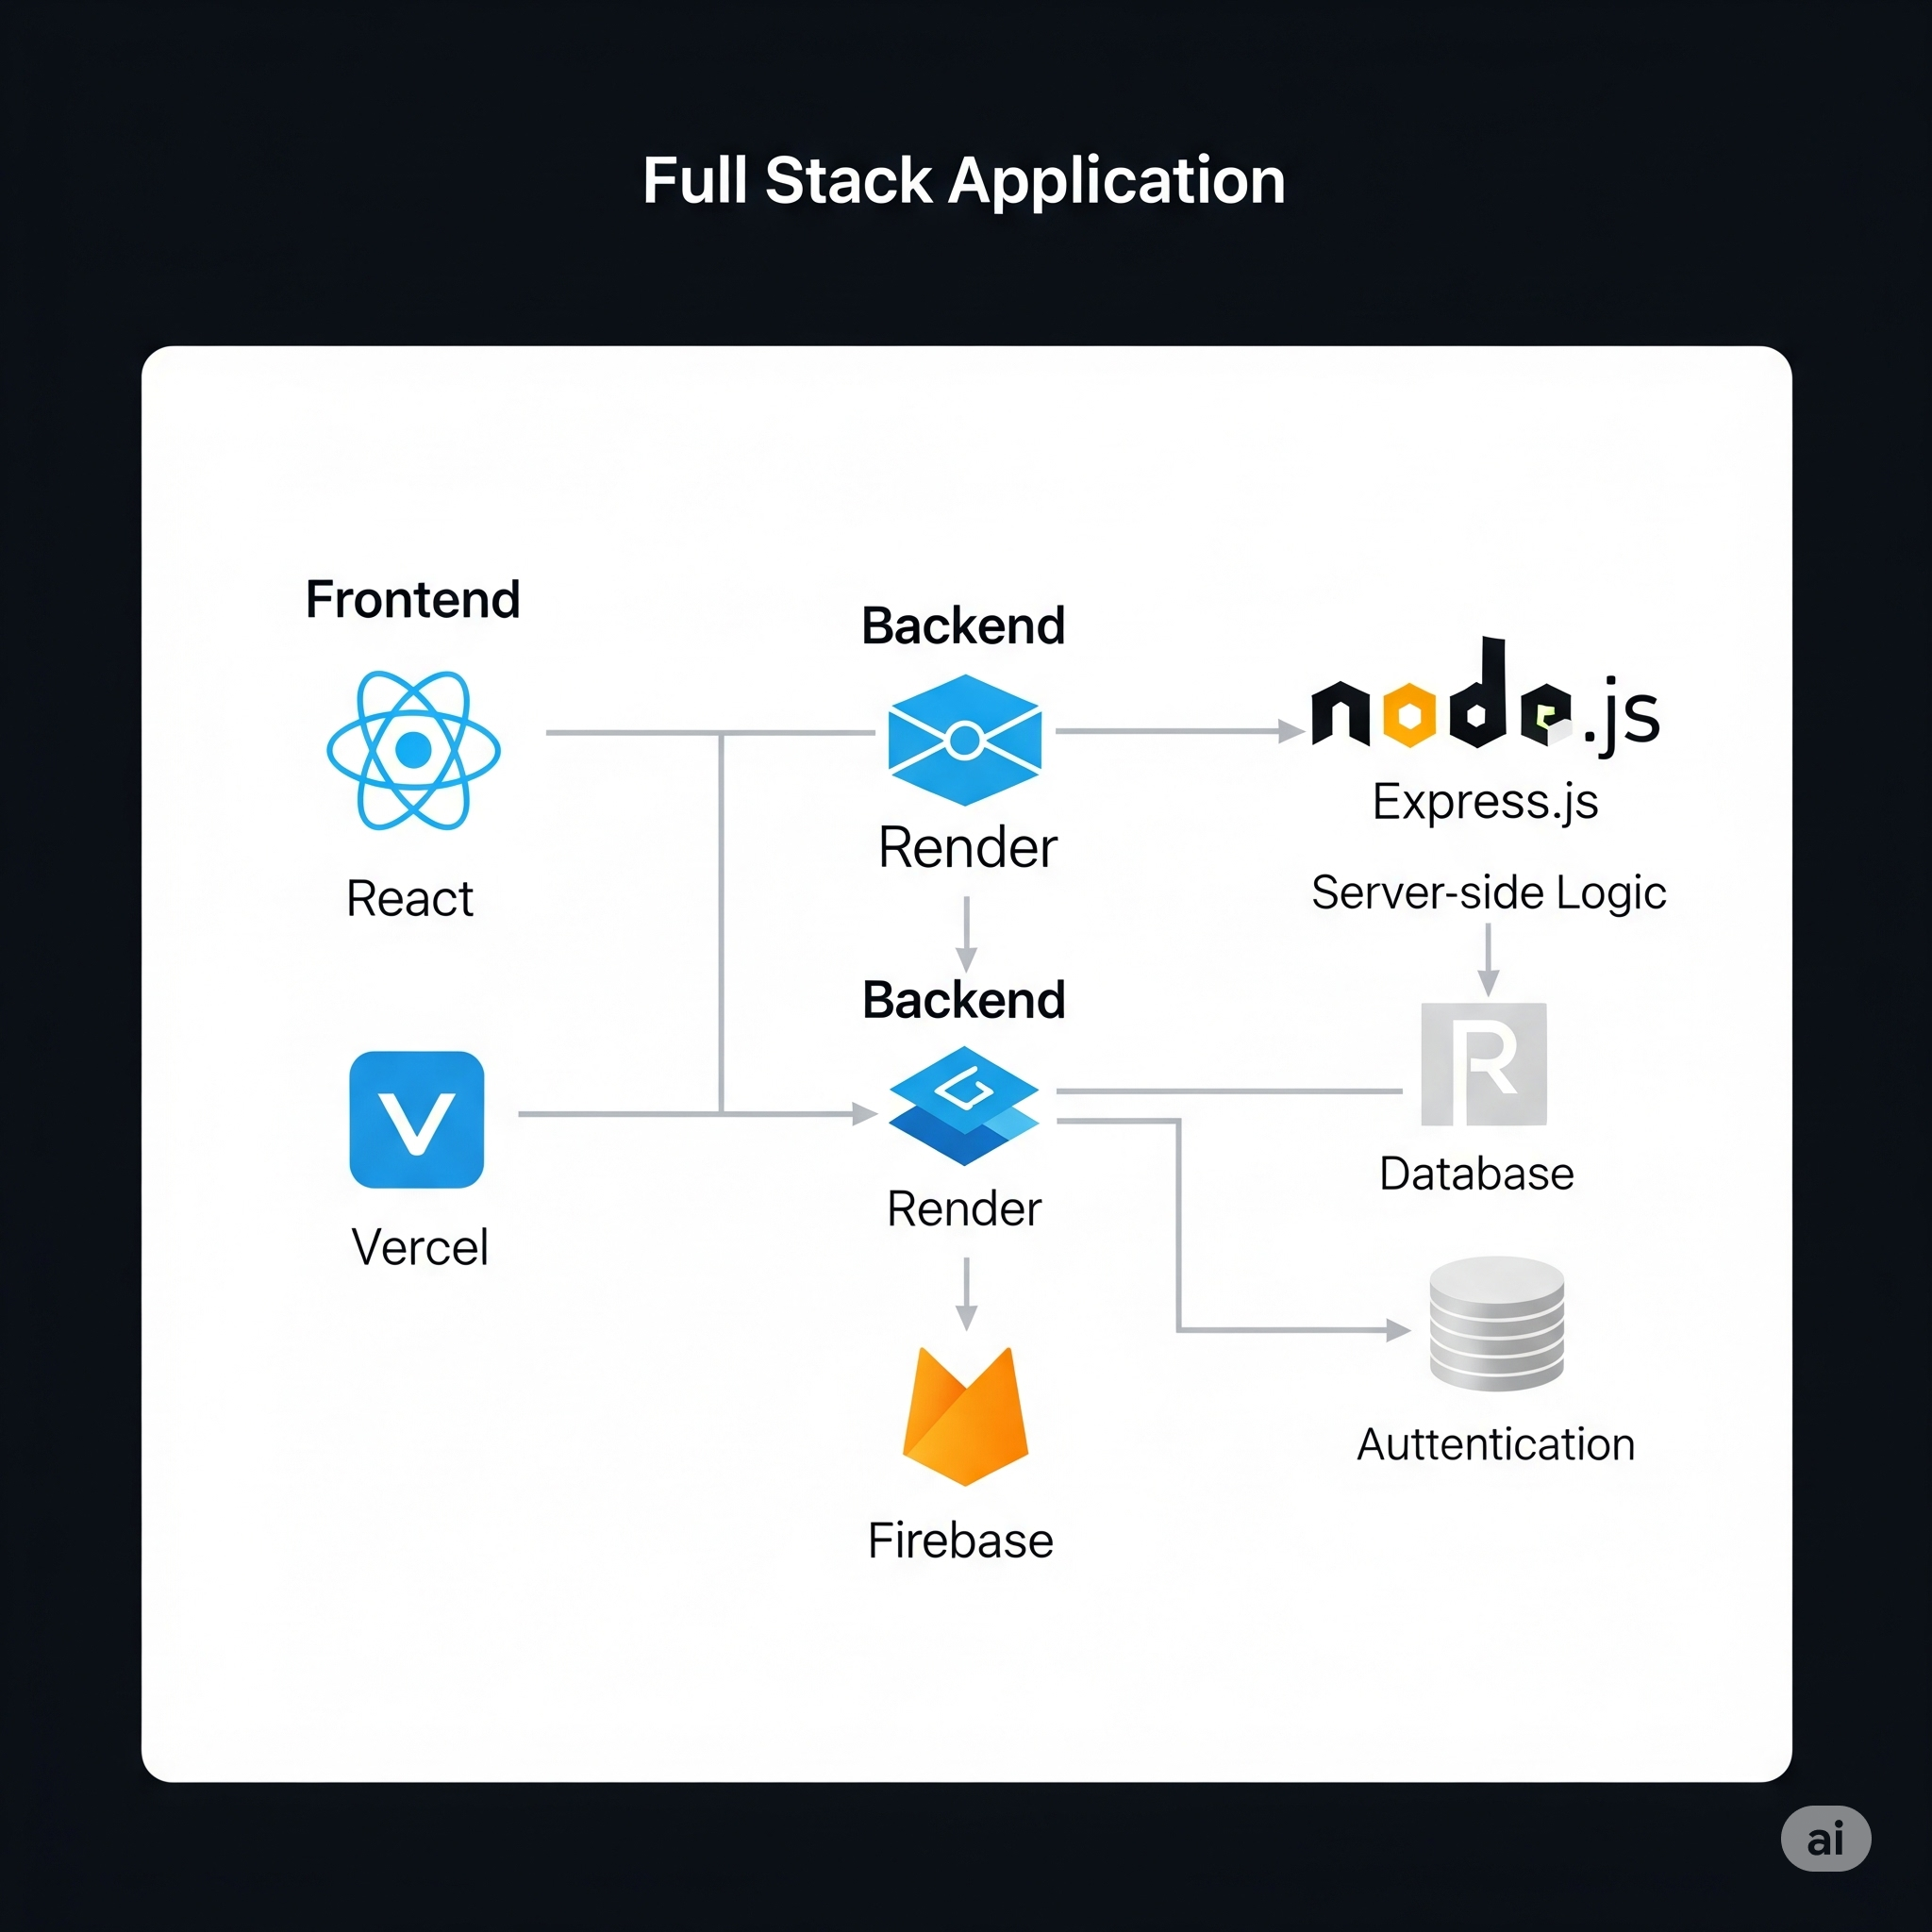 Full Stack Application
Frontend
Backend
node.js
React
Render
Express.js
Server-side Logic
Backend
R
V
Vercel
Render
Database
Firebase
Auttentication
ai